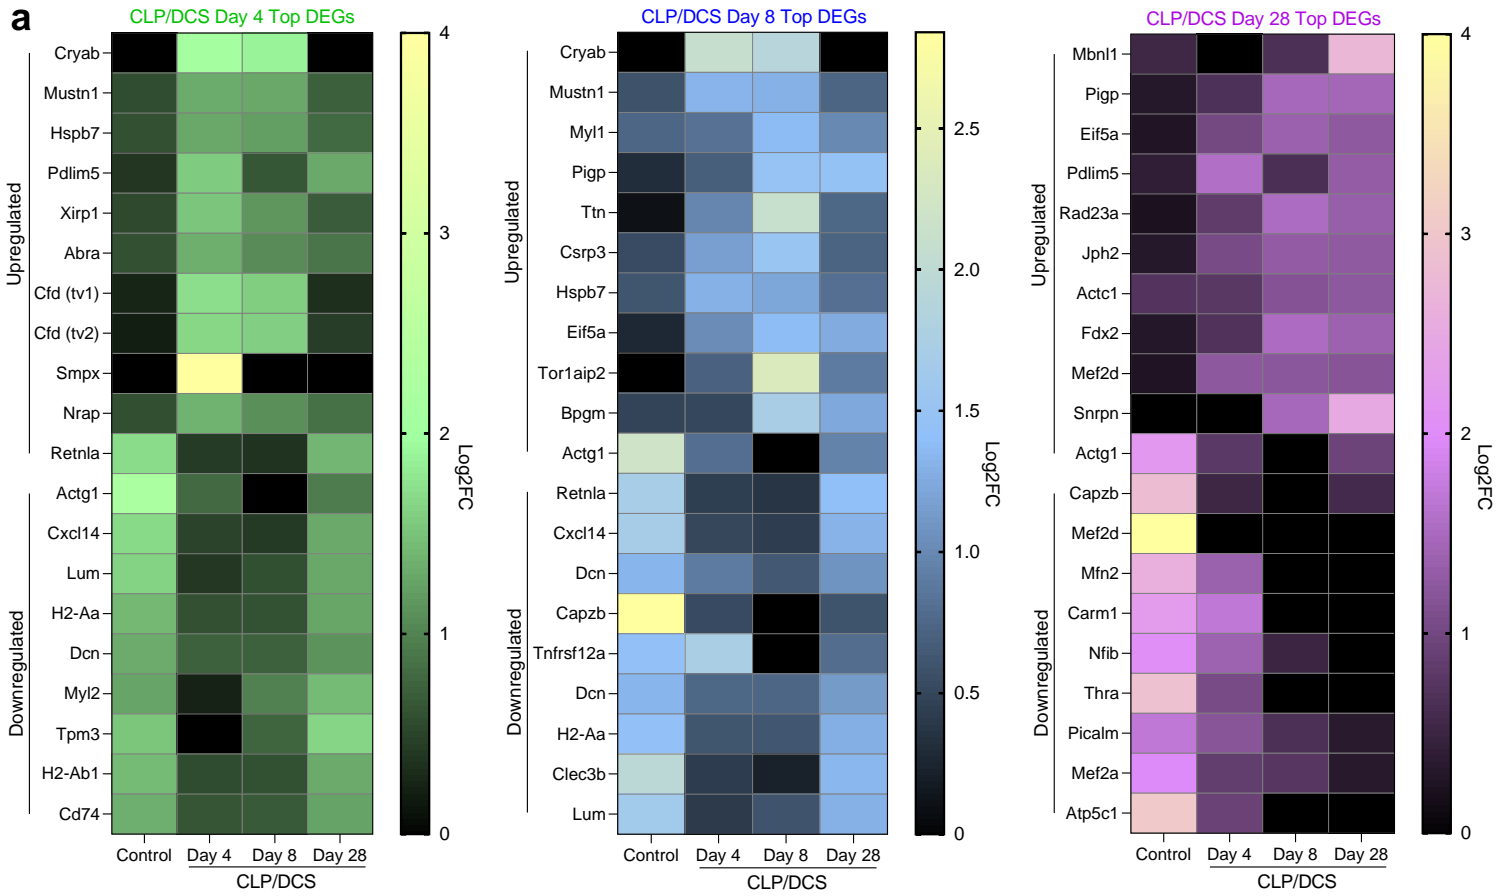 a
CLP/DCS Day 4 Top DEGs
Upregulated
Downregulated
Cryab
Mustn1
Hspb7
Pdlim5
Xirp1
Abra
Cfd (tv1)
Cfd (tv2)
Smpx
Nrap
Retnla
Actg1
Cxcl14
Lum
H2-Aa
Dcn
Myl2
Tpm3
H2-Ab1
Cd74
Control
Day 4
Day 8
Day 28
CLP/DCS
4
3
2
1
0
Log2FC
CLP/DCS Day 8 Top DEGs
Upregulated
Downregulated
Cryab
Mustn1
Myl1
Pigp
Ttn
Csrp3
Hspb7
Eif5a
Tor1aip2
Bpgm
Actg1
Retnla
Cxcl14
Dcn
Capzb
Tnfrsf12a
Dcn
H2-Aa
Clec3b
Lum
Control
Day 4
Day 8
Day 28
CLP/DCS
2.5
2.0
1.5
1.0
0.5
0
Log2FC
CLP/DCS Day 28 Top DEGs
Upregulated
Downregulated
Mbnl1
Pigp
Eif5a
Pdlim5
Rad23a
Jph2
Actc1
Fdx2
Mef2d
Snrpn
Actg1
Capzb
Mef2d
Mfn2
Carm1
Nfib
Thra
Picalm
Mef2a
Atp5c1
Control
Day 4
Day 8
Day 28
CLP/DCS
4
3
2
1
0
Log2FC